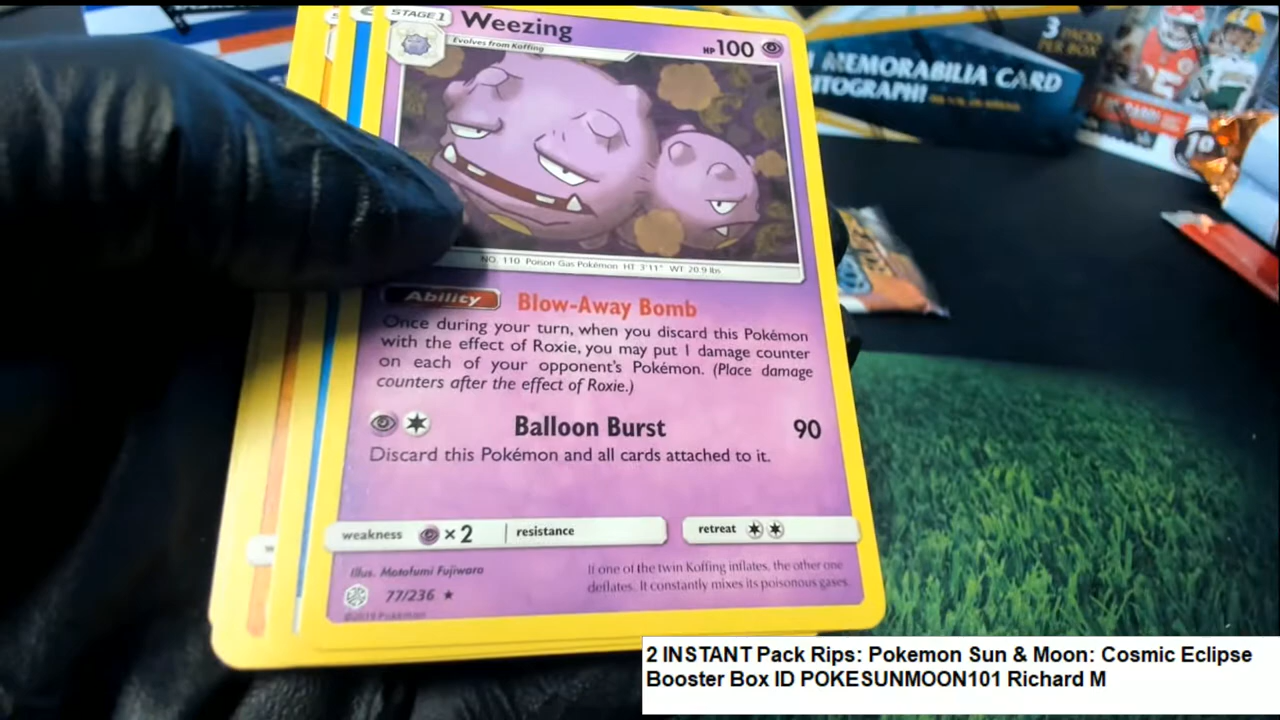 STAGE 1 Weezing HP 100
Evolves from Koffing
NO. 110 Poison Gas Pokémon HT 3'11" WT 20.9 lbs
Ability Blow-Away Bomb
Once during your turn, when you discard this Pokémon
with the effect of Roxie, you may put 1 damage counter
on each of your opponent's Pokémon. (Place damage
counters after the effect of Roxie.)
Balloon Burst 90
Discard this Pokémon and all cards attached to it.
weakness ×2 resistance retreat
Illus. Motofumi Fujiwara
If one of the twin Koffing inflates, the other one
deflates. It constantly mixes its poisonous gases.
77/236 ★
©2019 Pokémon
3 PACKS
PER BOX
MEMORABILIA CARD
TOGRAPH!
2 INSTANT Pack Rips: Pokemon Sun & Moon: Cosmic Eclipse
Booster Box ID POKESUNMOON101 Richard M